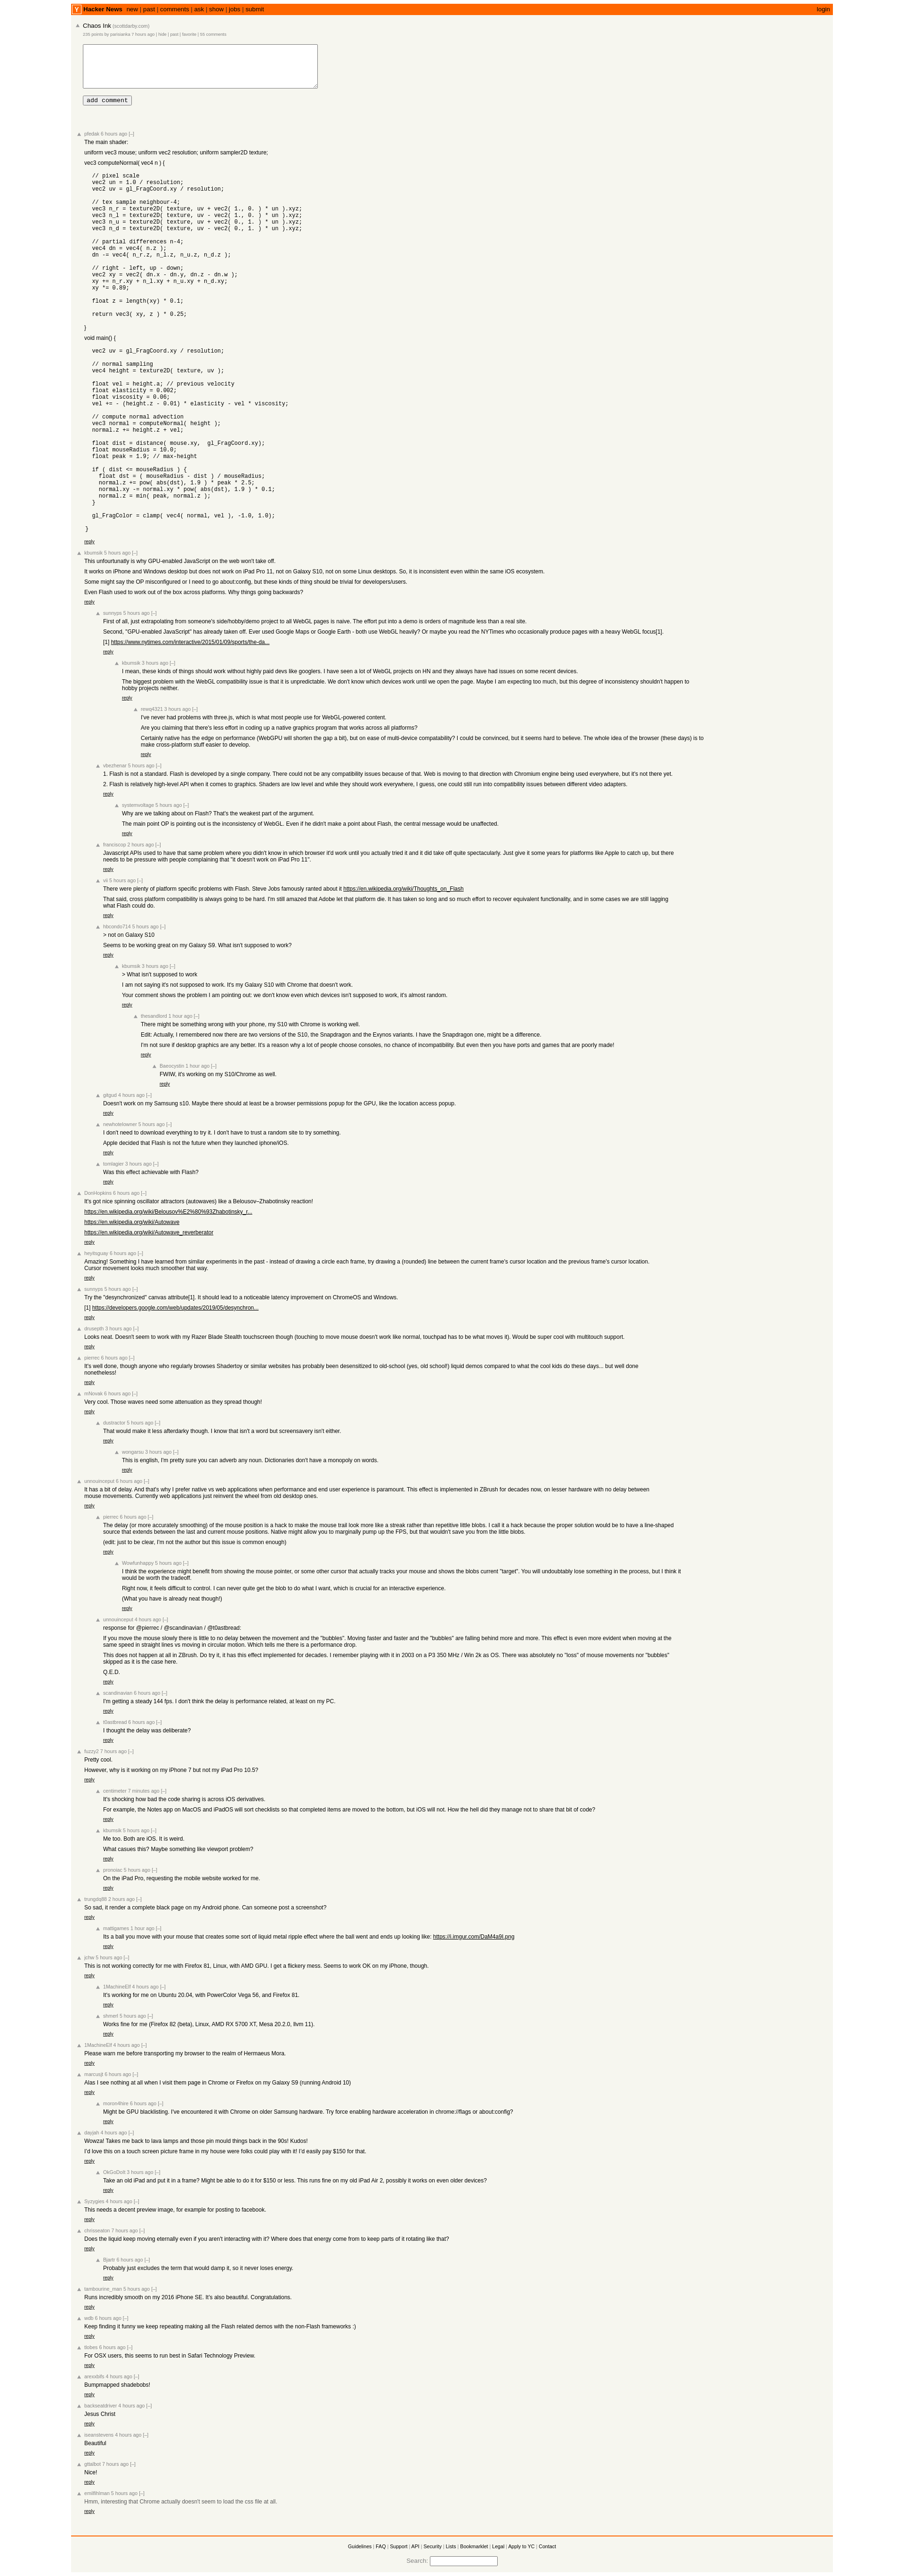 Hacker News new | past | comments | ask | show | jobs | submit
login
Chaos Ink (scottdarby.com)
add comment
The main shader:
uniform vec3 mouse; uniform vec2 resolution; uniform sampler2D texture;
vec3 computeNormal( vec4 n ) {
// pixel scale
vec2 un = 1.0 / resolution;
vec2 uv = gl_FragCoord.xy / resolution;
// tex sample neighbour-4;
vec3 n_r = texture2D( texture, uv + vec2( 1., 0. ) * un ).xyz;
vec3 n_l = texture2D( texture, uv - vec2( 1., 0. ) * un ).xyz;
vec3 n_u = texture2D( texture, uv + vec2( 0., 1. ) * un ).xyz;
vec3 n_d = texture2D( texture, uv - vec2( 0., 1. ) * un ).xyz;
// partial differences n-4;
vec4 dn = vec4( n.z );
dn -= vec4( n_r.z, n_l.z, n_u.z, n_d.z );
// right - left, up - down;
vec2 xy = vec2( dn.x - dn.y, dn.z - dn.w );
xy += n_r.xy + n_l.xy + n_u.xy + n_d.xy;
xy *= 0.89;
float z = length(xy) * 0.1;
return vec3( xy, z ) * 0.25;
}
void main() {
vec2 uv = gl_FragCoord.xy / resolution;
// normal sampling
vec4 height = texture2D( texture, uv );
float vel = height.a; // previous velocity
float elasticity = 0.002;
float viscosity = 0.06;
vel += - (height.z - 0.01) * elasticity - vel * viscosity;
// compute normal advection
vec3 normal = computeNormal( height );
normal.z += height.z + vel;
float dist = distance( mouse.xy, gl_FragCoord.xy);
float mouseRadius = 10.0;
float peak = 1.9; // max-height
if ( dist <= mouseRadius ) {
float dst = ( mouseRadius - dist ) / mouseRadius;
normal.z += pow( abs(dst), 1.9 ) * peak * 2.5;
normal.xy -= normal.xy * pow( abs(dst), 1.9 ) * 0.1;
normal = min( peak, normal.z );
}
gl_FragColor = clamp( vec4( normal, vel ), -1.0, 1.0);
}
reply
kbumsik 5 hours ago [–]
This unfourtunatly is why GPU-enabled JavaScript on the web won't take off.
It works on iPhone and Windows desktop but does not work on iPad Pro 11, not on Galaxy S10, not on some Linux desktops. So, it is inconsistent even within the same iOS ecosystem.
Some might say the OP misconfigured or I need to go about:config, but these kinds of thing should be trivial for developers/users.
Even Flash used to work out of the box across platforms. Why things going backwards?
reply
sunnyps 5 hours ago [–]
First of all, just extrapolating from someone's side/hobby/demo project to all WebGL pages is naive. The effort put into a demo is orders of magnitude less than a real site.
Second, "GPU-enabled JavaScript" has already taken off. Ever used Google Maps or Google Earth - both use WebGL heavily? Or maybe you read the NYTimes who occasionally produce pages with a heavy WebGL focus[1].
[1] https://www.nytimes.com/interactive/2015/01/09/sports/the-da...
reply
kbumsik 3 hours ago [–]
I mean, these kinds of things should work without highly paid devs like googlers. I have seen a lot of WebGL projects on HN and they always have had issues on some recent devices.
The biggest problem with the WebGL compatibility issue is that it is unpredictable. We don't know which devices work until we open the page. Maybe I am expecting too much, but this degree of inconsistency shouldn't happen to
hobby projects neither.
reply
rewq4321 3 hours ago [–]
I've never had problems with three.js, which is what most people use for WebGL-powered content.
Are you claiming that there's less effort in coding up a native graphics program that works across all platforms?
Certainly native has the edge on performance (WebGPU will shorten the gap a bit), but on ease of multi-device compatability? I could be convinced, but it seems hard to believe. The whole idea of the browser (these days) is to
make cross-platform stuff easier to develop.
reply
vbezhenar 5 hours ago [–]
1. Flash is not a standard. Flash is developed by a single company. There could not be any compatibility issues because of that. Web is moving to that direction with Chromium engine being used everywhere, but it's not there yet.
2. Flash is relatively high-level API when it comes to graphics. Shaders are low level and while they should work everywhere, I guess, one could still run into compatibility issues between different video adapters.
reply
systemvoltage 5 hours ago [–]
Why are we talking about on Flash? That's the weakest part of the argument.
The main point OP is pointing out is the inconsistency of WebGL. Even if he didn't make a point about Flash, the central message would be unaffected.
reply
franciscop 2 hours ago [–]
Javascript APIs used to have that same problem where you didn't know in which browser it'd work until you actually tried it and it did take off quite spectacularly. Just give it some years for platforms like Apple to catch up, but there
needs to be pressure with people complaining that "it doesn't work on iPad Pro 11".
reply
vii 5 hours ago [–]
There were plenty of platform specific problems with Flash. Steve Jobs famously ranted about it https://en.wikipedia.org/wiki/Thoughts_on_Flash
That said, cross platform compatibility is always going to be hard. I'm still amazed that Adobe let that platform die. It has taken so long and so much effort to recover equivalent functionality, and in some cases we are still lagging
what Flash could do.
reply
> not on Galaxy S10
Seems to be working great on my Galaxy S9. What isn't supposed to work?
reply
kbumsik 3 hours ago [–]
> What isn't supposed to work
I am not saying it's not supposed to work. It's my Galaxy S10 with Chrome that doesn't work.
Your comment shows the problem I am pointing out: we don't know even which devices isn't supposed to work, it's almost random.
reply
thesandlord 1 hour ago [–]
There might be something wrong with your phone, my S10 with Chrome is working well.
Edit: Actually, I remembered now there are two versions of the S10, the Snapdragon and the Exynos variants. I have the Snapdragon one, might be a difference.
I'm not sure if desktop graphics are any better. It's a reason why a lot of people choose consoles, no chance of incompatibility. But even then you have ports and games that are poorly made!
reply
FWIW, it's working on my S10/Chrome as well.
reply
gitgud 4 hours ago [–]
Doesn't work on my Samsung s10. Maybe there should at least be a browser permissions popup for the GPU, like the location access popup.
reply
I don't need to download everything to try it. I don't have to trust a random site to try something.
Apple decided that Flash is not the future when they launched iphone/iOS.
reply
Was this effect achievable with Flash?
reply
DonHopkins 6 hours ago [–]
It's got nice spinning oscillator attractors (autowaves) like a Belousov–Zhabotinsky reaction!
https://en.wikipedia.org/wiki/Belousov%E2%80%93Zhabotinsky_r...
https://en.wikipedia.org/wiki/Autowave
https://en.wikipedia.org/wiki/Autowave_reverberator
reply
heyitsguay 6 hours ago [–]
Amazing! Something I have learned from similar experiments in the past - instead of drawing a circle each frame, try drawing a (rounded) line between the current frame's cursor location and the previous frame's cursor location.
Cursor movement looks much smoother that way.
reply
sunnyps 5 hours ago [–]
Try the "desynchronized" canvas attribute[1]. It should lead to a noticeable latency improvement on ChromeOS and Windows.
[1] https://developers.google.com/web/updates/2019/05/desynchron...
reply
Looks neat. Doesn't seem to work with my Razer Blade Stealth touchscreen though (touching to move mouse doesn't work like normal, touchpad has to be what moves it). Would be super cool with multitouch support.
reply
pierrec 6 hours ago [–]
It's well done, though anyone who regularly browses Shadertoy or similar websites has probably been desensitized to old-school (yes, old school!) liquid demos compared to what the cool kids do these days... but well done
nonetheless!
reply
Very cool. Those waves need some attenuation as they spread though!
reply
dustractor 5 hours ago [–]
That would make it less afterdarky though. I know that isn't a word but screensavery isn't either.
reply
wongarsu 3 hours ago [–]
This is english, I'm pretty sure you can adverb any noun. Dictionaries don't have a monopoly on words.
reply
It has a bit of delay. And that's why I prefer native vs web applications when performance and end user experience is paramount. This effect is implemented in ZBrush for decades now, on lesser hardware with no delay between
mouse movements. Currently web applications just reinvent the wheel from old desktop ones.
reply
pierrec 6 hours ago [–]
The delay (or more accurately smoothing) of the mouse position is a hack to make the mouse trail look more like a streak rather than repetitive little blobs. I call it a hack because the proper solution would be to have a line-shaped
source that extends between the last and current mouse positions. Native might allow you to marginally pump up the FPS, but that wouldn't save you from the little blobs.
(edit: just to be clear, I'm not the author but this issue is common enough)
reply
Wowfunhappy 5 hours ago [–]
I think the experience might benefit from showing the mouse pointer, or some other cursor that actually tracks your mouse and shows the blobs current "target". You will undoubtably lose something in the process, but I think it
would be worth the tradeoff.
Right now, it feels difficult to control. I can never quite get the blob to do what I want, which is crucial for an interactive experience.
(What you have is already neat though!)
reply
response for @pierrec / @scandinavian / @t0astbread:
If you move the mouse slowly there is little to no delay between the movement and the "bubbles". Moving faster and faster and the "bubbles" are falling behind more and more. This effect is even more evident when moving at the
same speed in straight lines vs moving in circular motion. Which tells me there is a performance drop.
This does not happen at all in ZBrush. Do try it, it has this effect implemented for decades. I remember playing with it in 2003 on a P3 350 MHz / Win 2k as OS. There was absolutely no "loss" of mouse movements nor "bubbles"
skipped as it is the case here.
Q.E.D.
reply
scandinavian 6 hours ago [–]
I'm getting a steady 144 fps. I don't think the delay is performance related, at least on my PC.
reply
t0astbread 6 hours ago [–]
I thought the delay was deliberate?
reply
Pretty cool.
However, why is it working on my iPhone 7 but not my iPad Pro 10.5?
reply
centimeter 7 minutes ago [–]
It's shocking how bad the code sharing is across iOS derivatives.
For example, the Notes app on MacOS and iPadOS will sort checklists so that completed items are moved to the bottom, but iOS will not. How the hell did they manage not to share that bit of code?
reply
kbumsik 5 hours ago [–]
Me too. Both are iOS. It is weird.
What casues this? Maybe something like viewport problem?
reply
On the iPad Pro, requesting the mobile website worked for me.
reply
So sad, it render a complete black page on my Android phone. Can someone post a screenshot?
reply
Its a ball you move with your mouse that creates some sort of liquid metal ripple effect where the ball went and ends up looking like: https://i.imgur.com/DaM4a9I.png
reply
jchw 5 hours ago [–]
This is not working correctly for me with Firefox 81, Linux, with AMD GPU. I get a flickery mess. Seems to work OK on my iPhone, though.
reply
1MachineElf 4 hours ago [–]
It's working for me on Ubuntu 20.04, with PowerColor Vega 56, and Firefox 81.
reply
shmerl 5 hours ago [–]
Works fine for me (Firefox 82 (beta), Linux, AMD RX 5700 XT, Mesa 20.2.0, llvm 11).
reply
1MachineElf 4 hours ago [–]
Please warn me before transporting my browser to the realm of Hermaeus Mora.
reply
Alas I see nothing at all when I visit them page in Chrome or Firefox on my Galaxy S9 (running Android 10)
reply
Might be GPU blacklisting. I've encountered it with Chrome on older Samsung hardware. Try force enabling hardware acceleration in chrome://flags or about:config?
reply
Wowza! Takes me back to lava lamps and those pin mould things back in the 90s! Kudos!
I'd love this on a touch screen picture frame in my house were folks could play with it! I'd easily pay $150 for that.
reply
OkGoDoIt 3 hours ago [–]
Take an old iPad and put it in a frame? Might be able to do it for $150 or less. This runs fine on my old iPad Air 2, possibly it works on even older devices?
reply
Syzygies 4 hours ago [–]
This needs a decent preview image, for example for posting to facebook.
reply
chrisseaton 7 hours ago [–]
Does the liquid keep moving eternally even if you aren't interacting with it? Where does that energy come from to keep parts of it rotating like that?
reply
Probably just excludes the term that would damp it, so it never loses energy.
reply
tambourine_man 5 hours ago [–]
Runs incredibly smooth on my 2016 iPhone SE. It's also beautiful. Congratulations.
reply
Keep finding it funny we keep repeating making all the Flash related demos with the non-Flash frameworks :)
reply
For OSX users, this seems to run best in Safari Technology Preview.
reply
Bumpmapped shadebobs!
reply
backseatdriver 4 hours ago [–]
Jesus Christ
reply
Beautiful
reply
Nice!
reply
Hmm. interesting that Chrome actually doesn't seem to load the css file at all.
reply
Guidelines | FAQ | Support | API | Security | Lists | Bookmarklet | Legal | Apply to YC | Contact
Search: